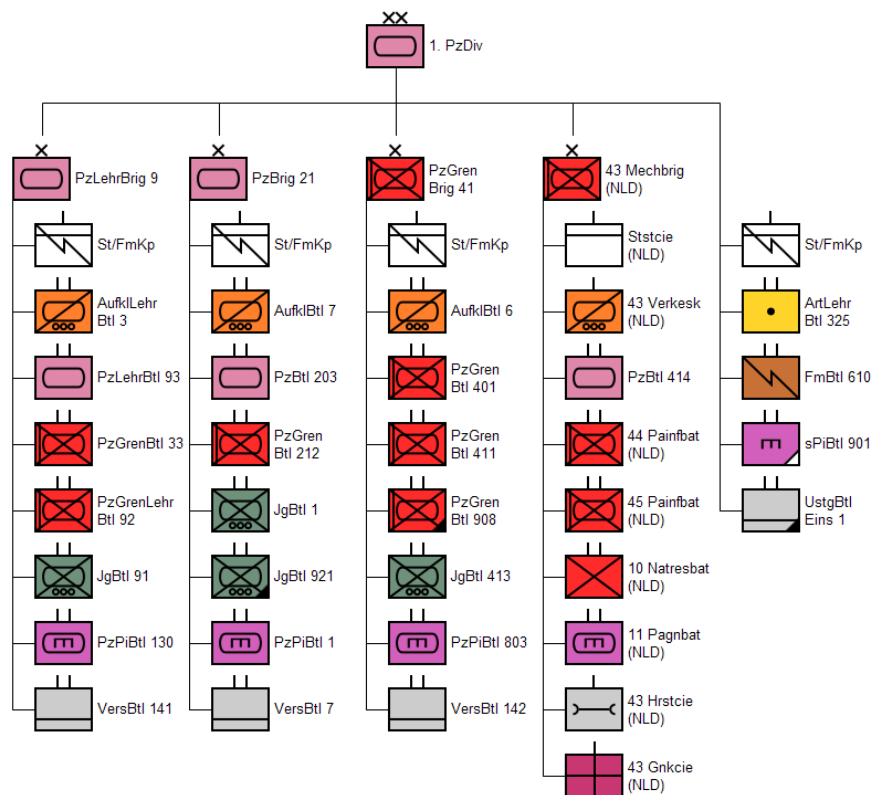 1. PzDiv
PzLehrBrig 9
PzBrig 21
PzGren
Brig 41
43 Mechbrig
(NLD)
St/FmKp
St/FmKp
St/FmKp
Ststcie
(NLD)
St/FmKp
AufklLehr
Btl 3
AufklBtl 7
AufklBtl 6
43 Verkesk
(NLD)
ArtLehr
Btl 325
PzLehrBtl 93
PzBtl 203
PzGren
Btl 401
PzBtl 414
FmBtl 610
PzGrenBtl 33
PzGren
Btl 212
PzGren
Btl 411
44 Painfbat
(NLD)
sPiBtl 901
PzGrenLehr
Btl 92
JgBtl 1
PzGren
Btl 908
45 Painfbat
(NLD)
UstgBtl
Eins 1
JgBtl 91
JgBtl 921
JgBtl 413
10 Natresbat
(NLD)
PzPiBtl 130
PzPiBtl 1
PzPiBtl 803
11 Pagnbat
(NLD)
VersBtl 141
VersBtl 7
VersBtl 142
43 Hrstcie
(NLD)
43 Gnkcie
(NLD)